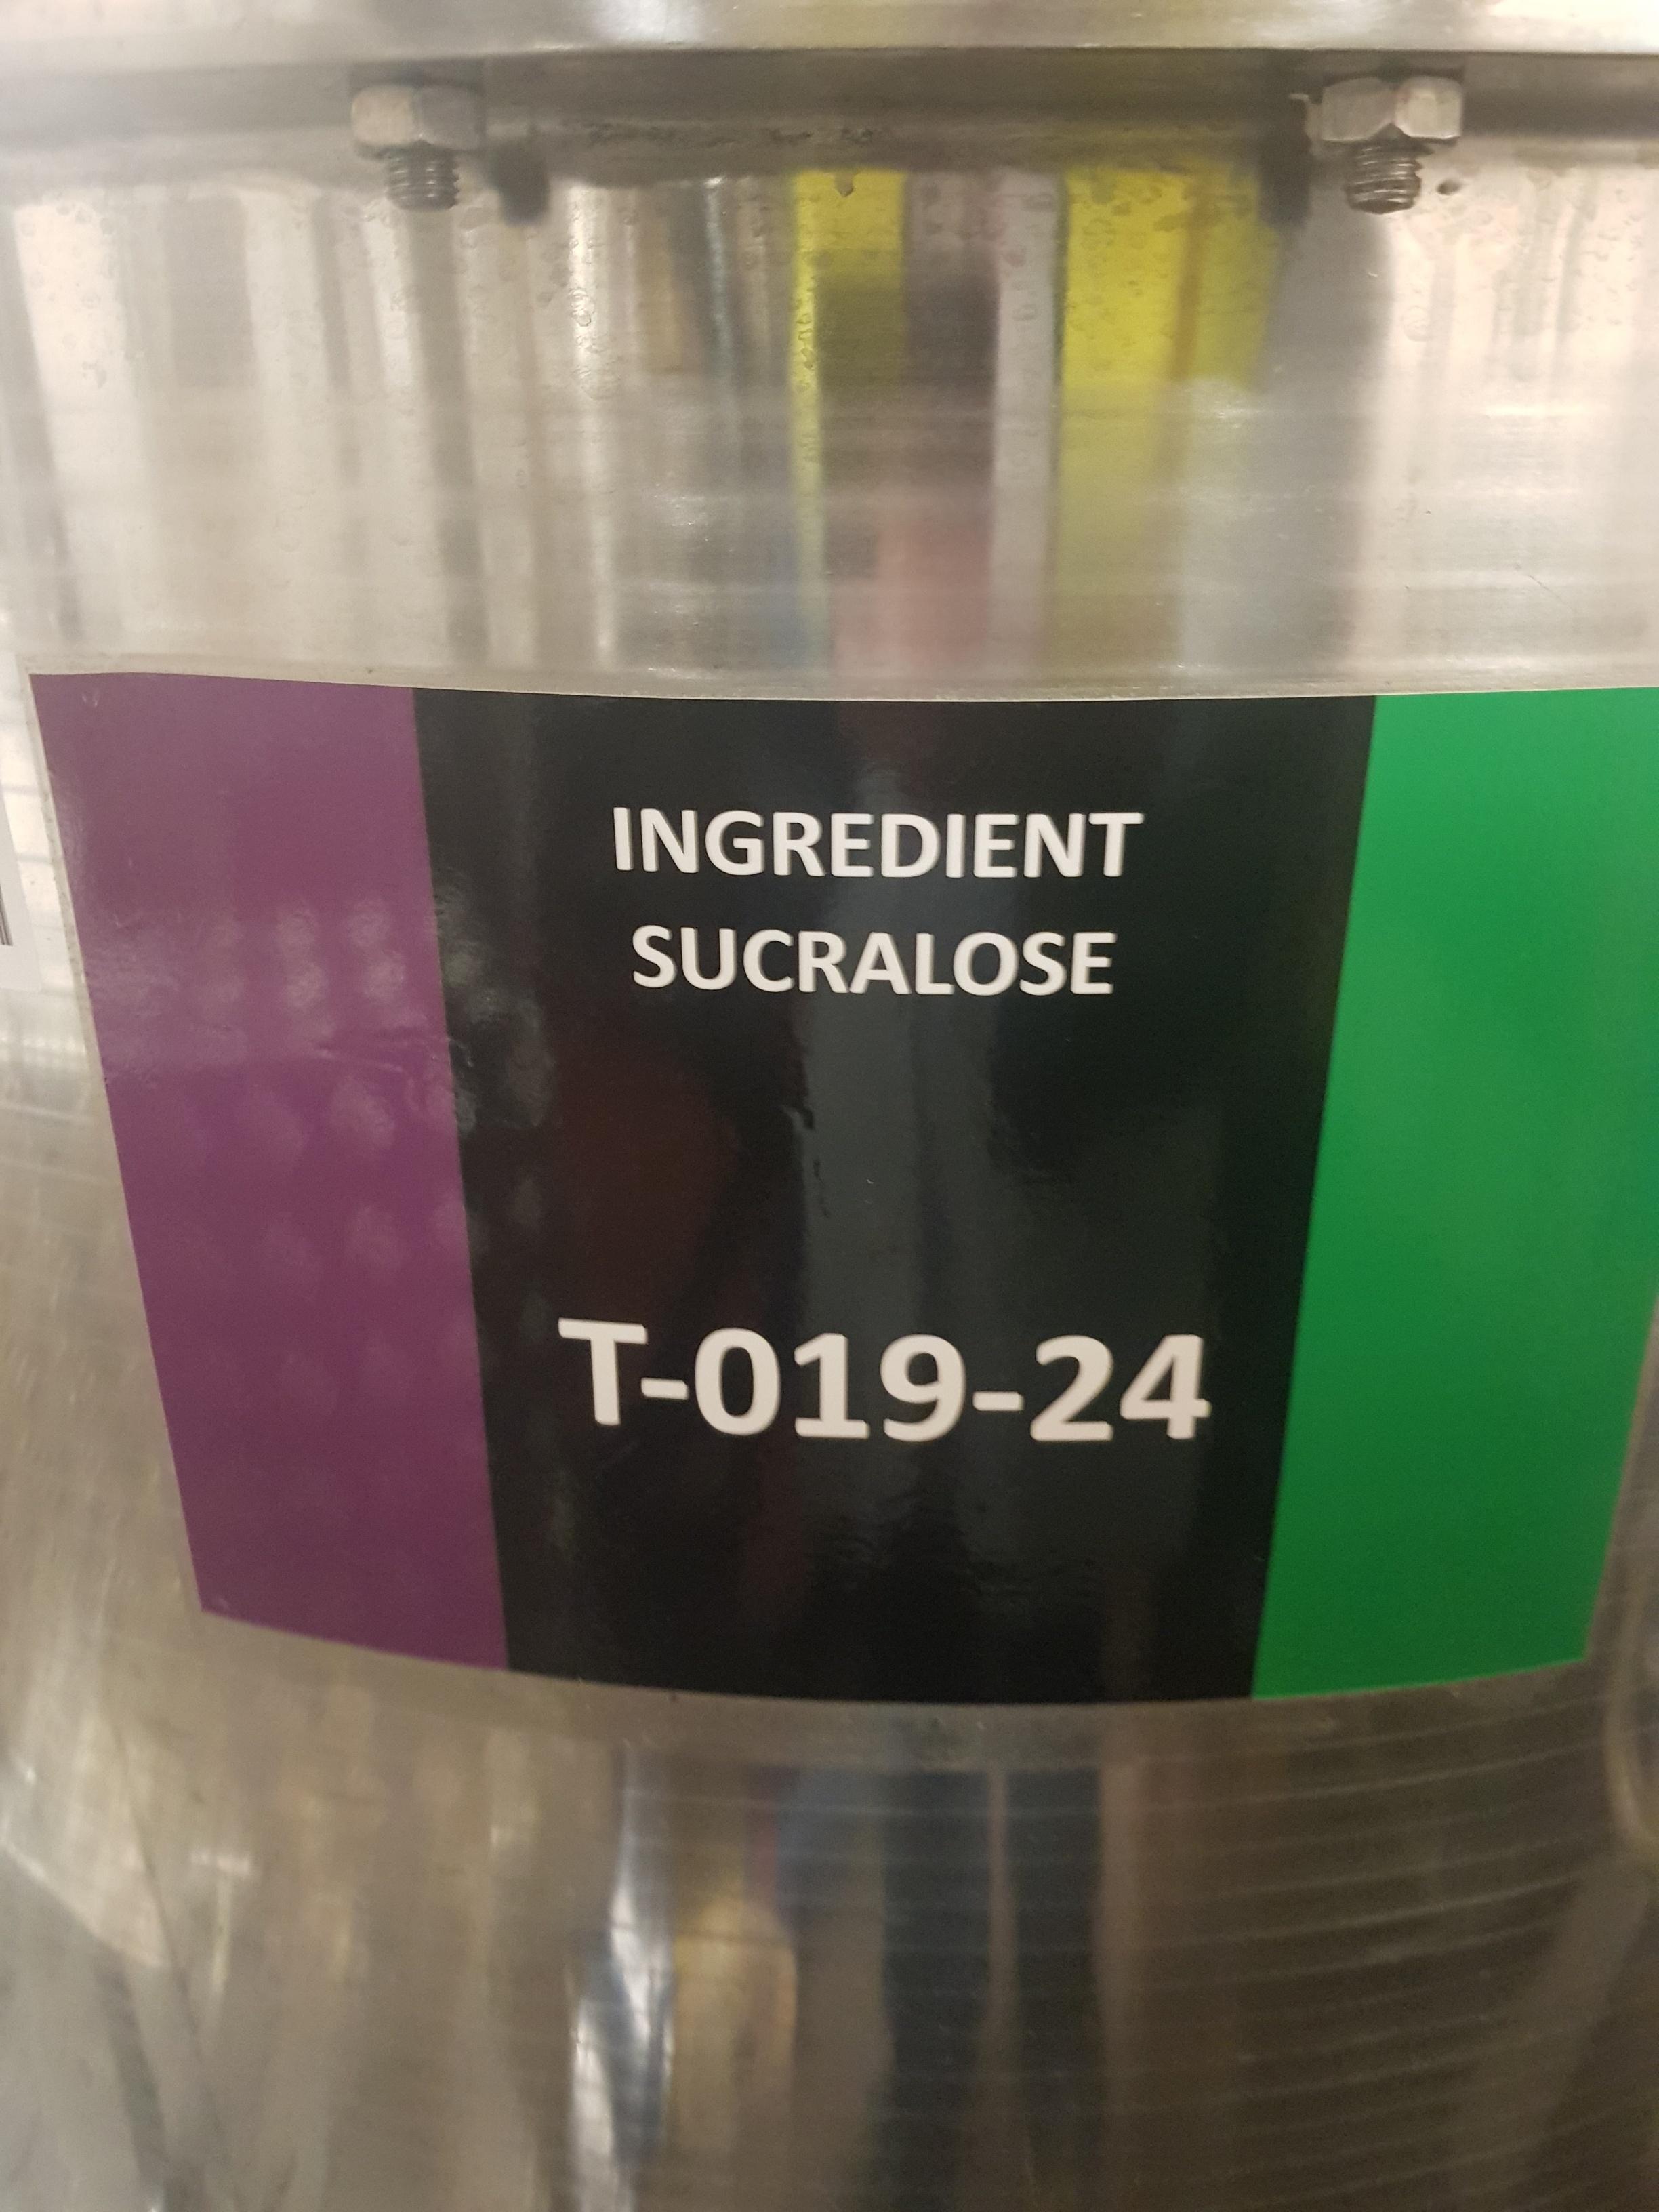 INGREDIENT
SUCRALOSE
T-019-24